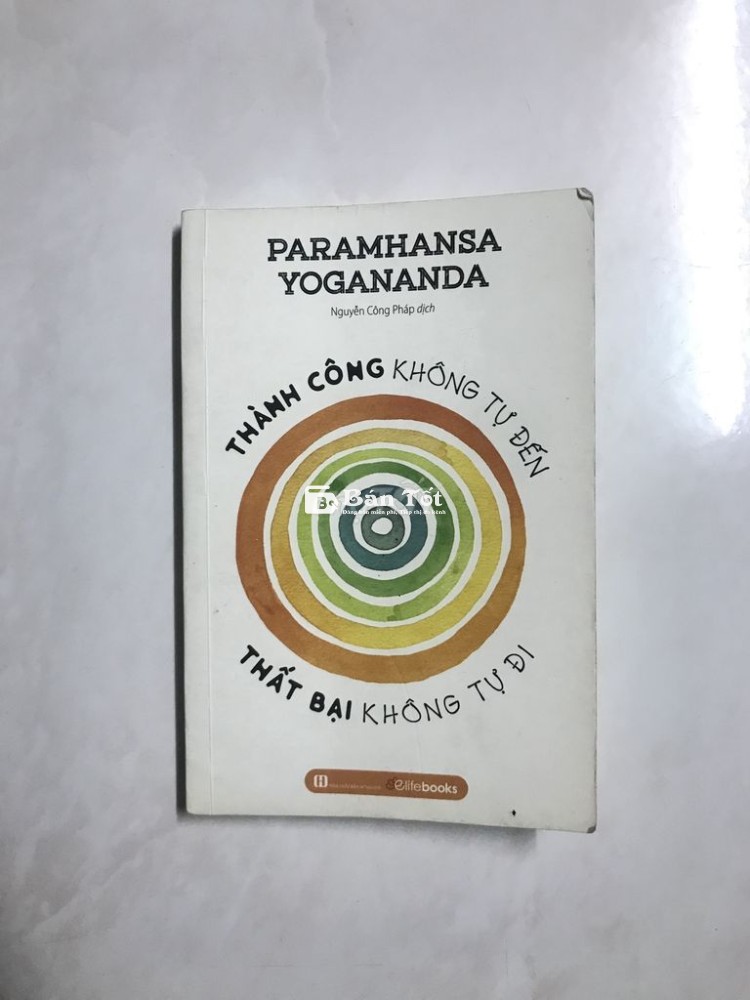 PARAMHANSA
YOGANANDA
Nguyễn Công Pháp dịch
THÀNH CÔNG KHÔNG TỰ ĐẾN
Bán Tốt
THẤT BẠI KHÔNG TỰ ĐI
elifebooks